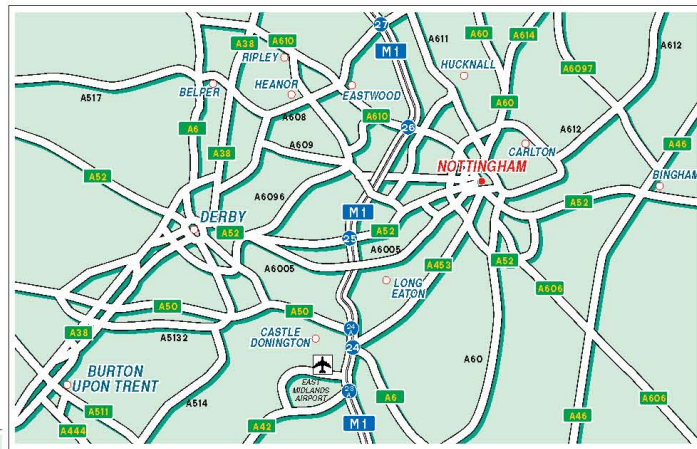 27
A60
A614
A38
A610
M1
A611
A612
RIPLEY
HUCKNALL
A6097
BELPER
HEANOR
EASTWOOD
A517
A60
A608
A610
26
A612
A6
CARLTON
A46
A609
A38
NOTTINGHAM
BINGHAM
A52
A6096
M1
A52
DERBY
A52
A52
25
A6005
A6005
A453
A52
LONG
EATON
A606
A50
A50
24
A
A38
A5132
CASTLE
DONINGTON
24
A60
BURTON
UPON TRENT
EAST
MIDLANDS
AIRPORT
23
A
A6
A606
A514
A511
A46
A444
A42
M1